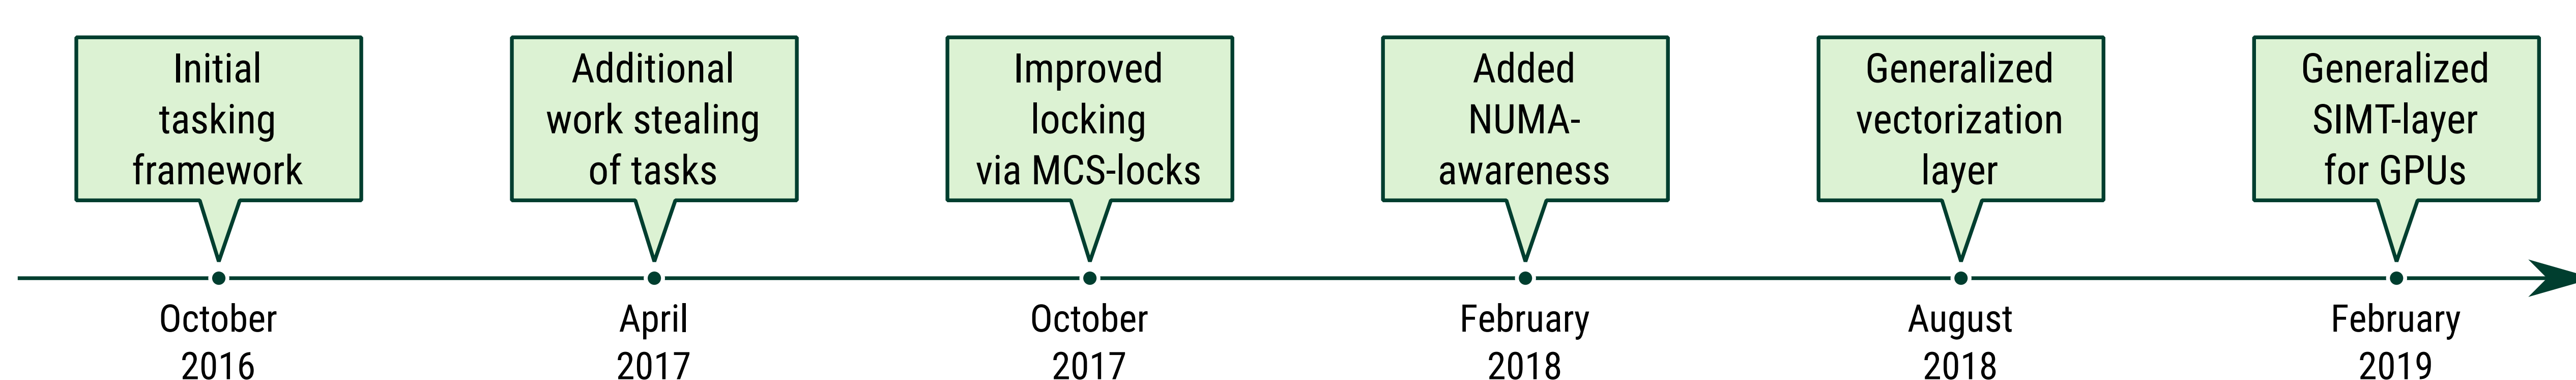 Initial
tasking
framework
Additional
work stealing
of tasks
Improved
locking
via MCS-locks
Added
NUMA-
awareness
Generalized
vectorization
layer
Generalized
SIMT-layer
for GPUs
October
2016
April
2017
October
2017
February
2018
August
2018
February
2019